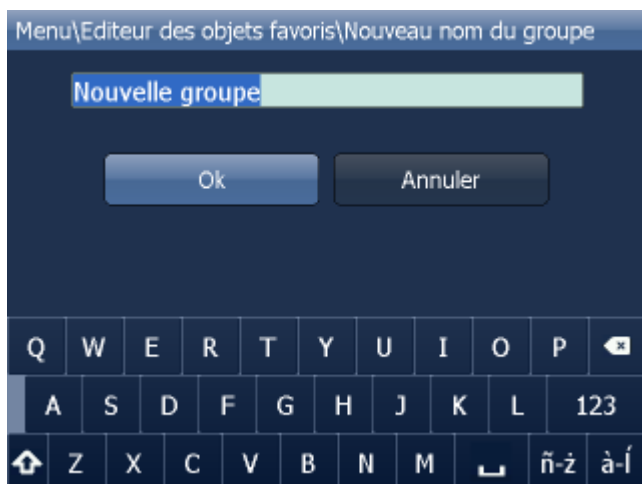 Menu\Editeur des objets favoris\Nouveau nom du groupe
Nouvelle groupe
Ok Annuler
Q W E R T Y U I O P
A S D F G H J K L 123
Z X C V B N M ñ-ż à-Í